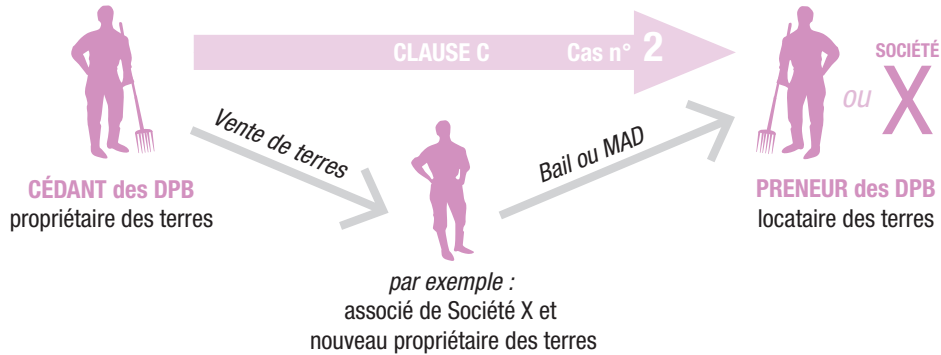 CLAUSE C Cas n° 2
SOCIÉTÉ
ou X
Vente de terres
Bail ou MAD
CÉDANT des DPB
propriétaire des terres
PRENEUR des DPB
locataire des terres
par exemple :
associé de Société X et
nouveau propriétaire des terres